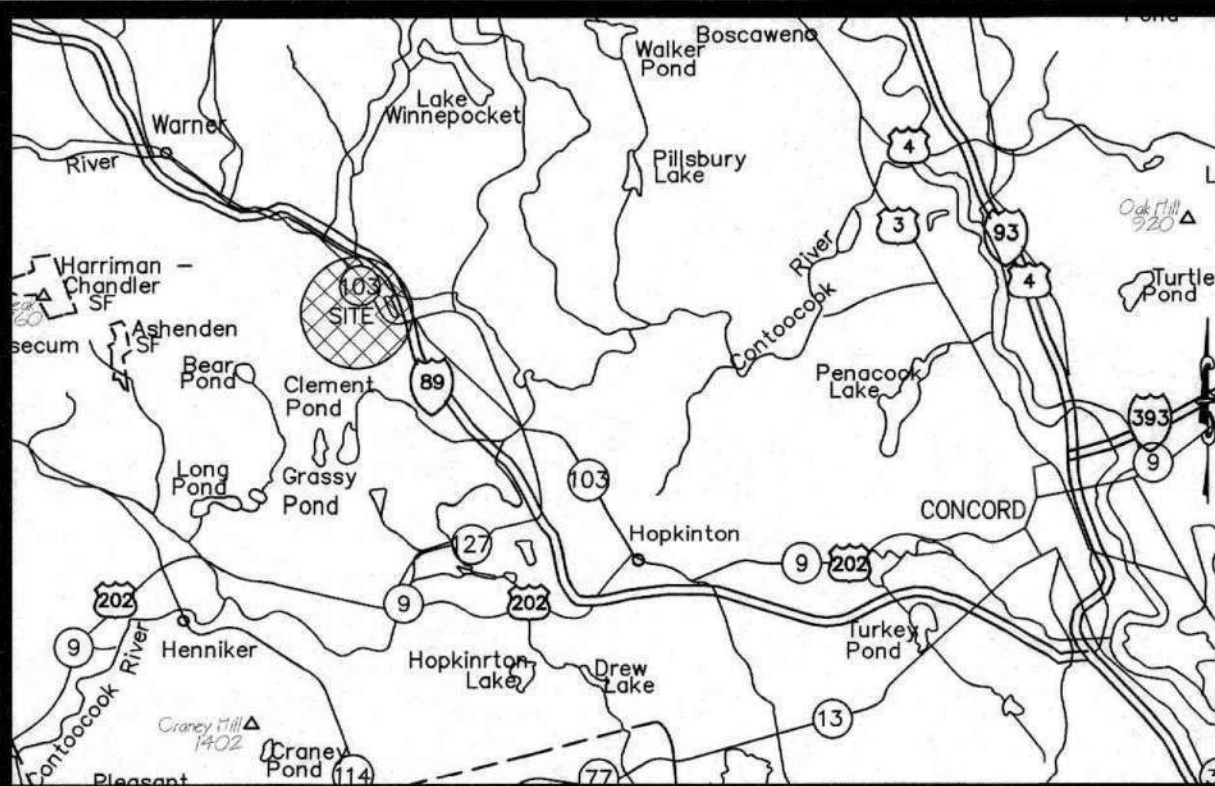 Boscaweno
Walker
Pond
Lake
Winnepocket
Warner
River
4
Pillsbury
Lake
3
River
93
Oak Hill
920
4
Turtle
Pond
Harriman -
Chandler
SF
103
SITE
Ashenden
SF
Contoocook
Bear
Pond
89
Clement
Pond
Penacook
Lake
393
9
Long
Pond
Grassy
Pond
103
CONCORD
127
Hopkinton
9
202
202
9
202
Henniker
9
River
Contoocook
Turkey
Pond
Hopkinrton
Lake
Drew
Lake
Craney Hill
1402
Craney
Pond
13
114
77
Pleasant